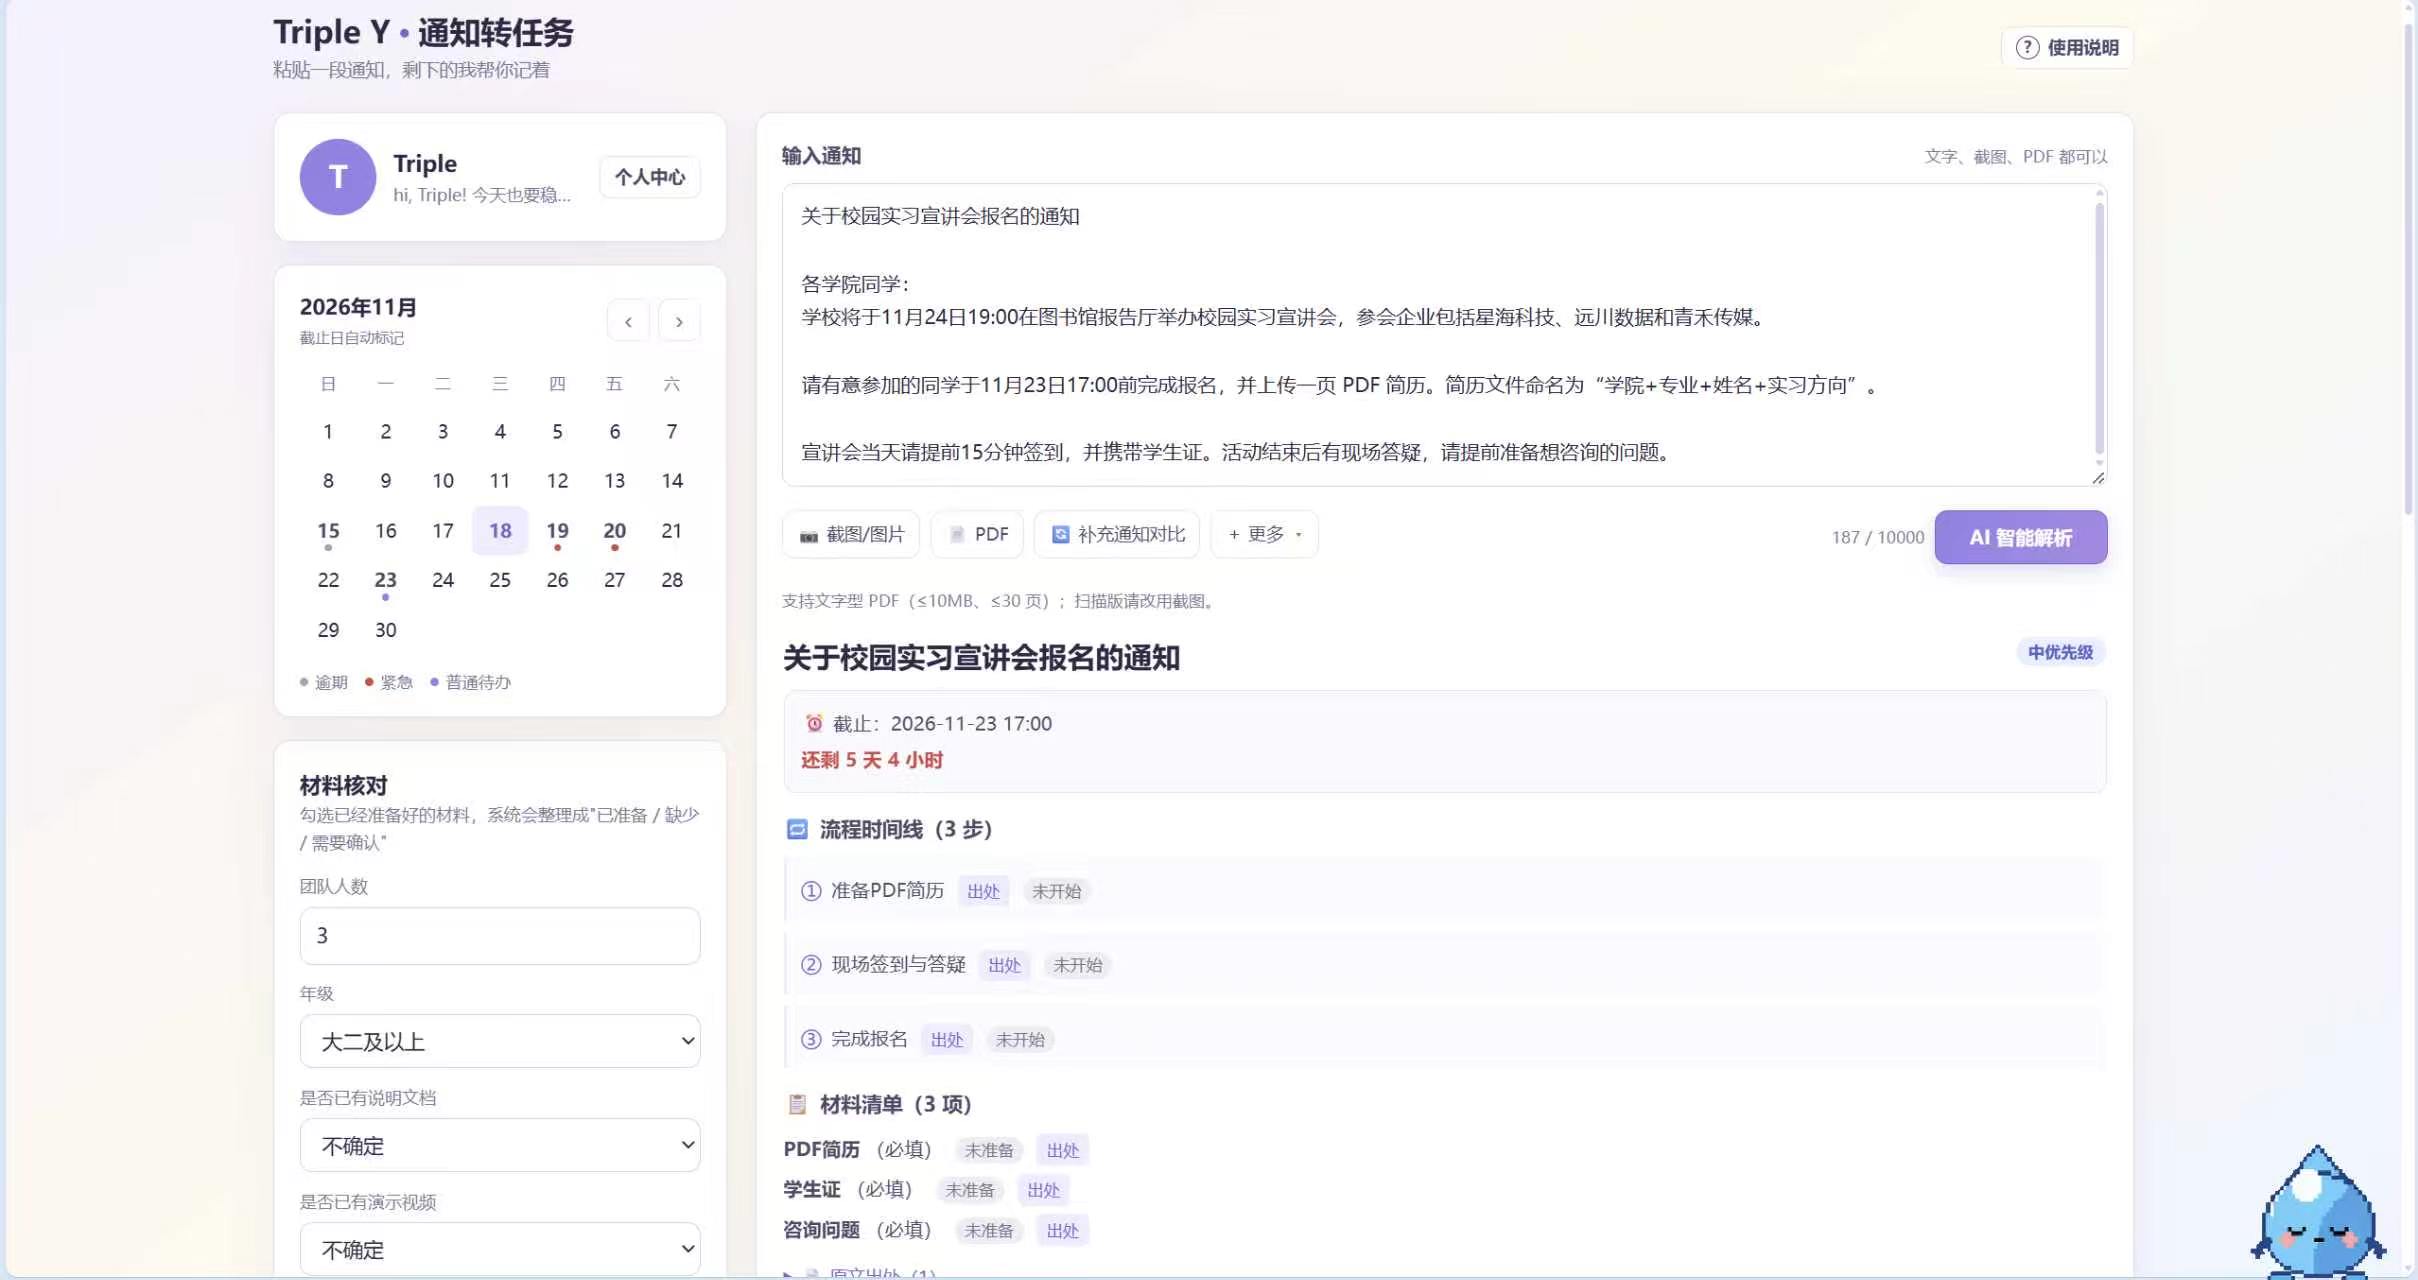 Triple Y • 通知转任务
粘贴一段通知，剩下的我帮你记着
? 使用说明
T
Triple
hi, Triple! 今天也要稳...
个人中心
2026年11月
截止日自动标记
‹ ›
日 一 二 三 四 五 六
1 2 3 4 5 6 7
8 9 10 11 12 13 14
15 16 17 18 19 20 21
22 23 24 25 26 27 28
29 30
逾期 紧急 普通待办
材料核对
勾选已经准备好的材料，系统会整理成"已准备 / 缺少
/ 需要确认"
团队人数
3
年级
大二及以上
是否已有说明文档
不确定
是否已有演示视频
不确定
输入通知
文字、截图、PDF 都可以
关于校园实习宣讲会报名的通知
各学院同学：
学校将于11月24日19:00在图书馆报告厅举办校园实习宣讲会，参会企业包括星海科技、远川数据和青禾传媒。
请有意参加的同学于11月23日17:00前完成报名，并上传一页 PDF 简历。简历文件命名为“学院+专业+姓名+实习方向”。
宣讲会当天请提前15分钟签到，并携带学生证。活动结束后有现场答疑，请提前准备想咨询的问题。
截图/图片 PDF 补充通知对比 + 更多
187 / 10000
AI 智能解析
支持文字型 PDF（≤10MB、≤30 页）；扫描版请改用截图。
关于校园实习宣讲会报名的通知
中优先级
截止：2026-11-23 17:00
还剩 5 天 4 小时
流程时间线（3 步）
① 准备PDF简历 出处 未开始
② 现场签到与答疑 出处 未开始
③ 完成报名 出处 未开始
材料清单（3 项）
PDF简历 （必填） 未准备 出处
学生证 （必填） 未准备 出处
咨询问题 （必填） 未准备 出处
原文出处（1）